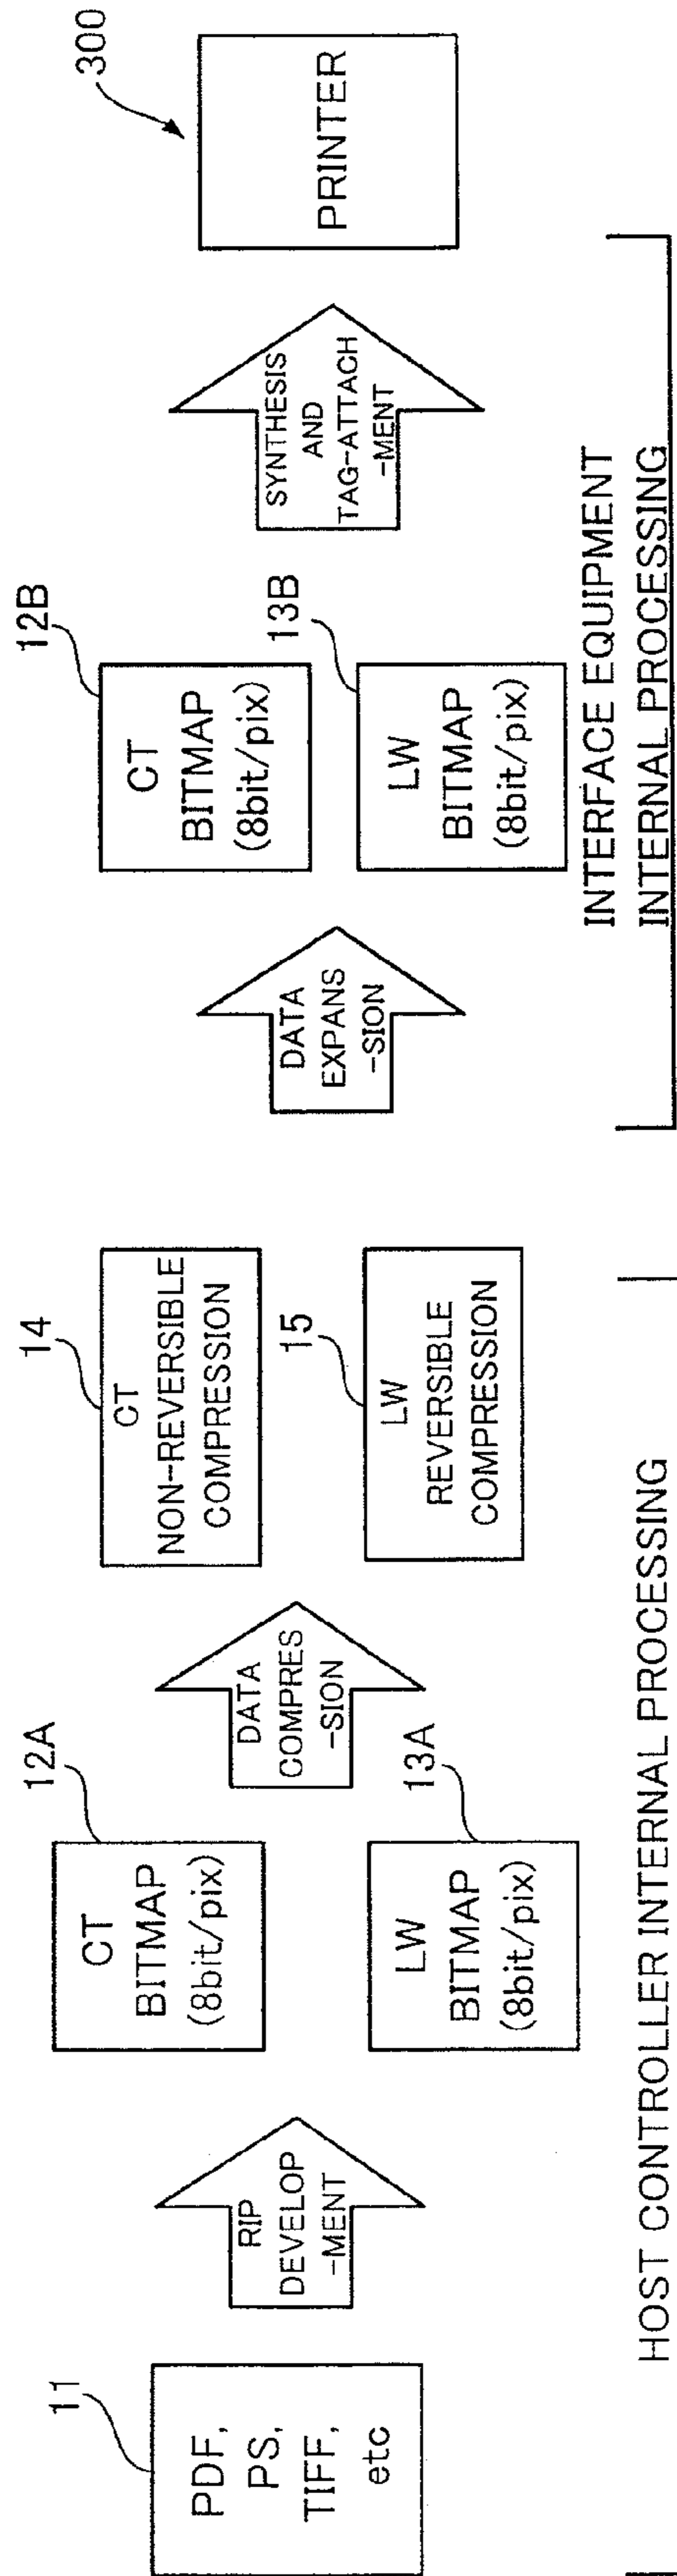 11
PDF,
PS,
TIFF,
etc
RIP
DEVELOP
-MENT
12A
CT
BITMAP
(8bit/pix)
13A
LW
BITMAP
(8bit/pix)
DATA
COMPRES
-SION
14
CT
NON-REVERSIBLE
COMPRESSION
15
LW
REVERSIBLE
COMPRESSION
HOST CONTROLLER INTERNAL PROCESSING
DATA
EXPANS
-SION
12B
CT
BITMAP
(8bit/pix)
13B
LW
BITMAP
(8bit/pix)
SYNTHESIS
AND
TAG-ATTACH
-MENT
INTERFACE EQUIPMENT
INTERNAL PROCESSING
300
PRINTER